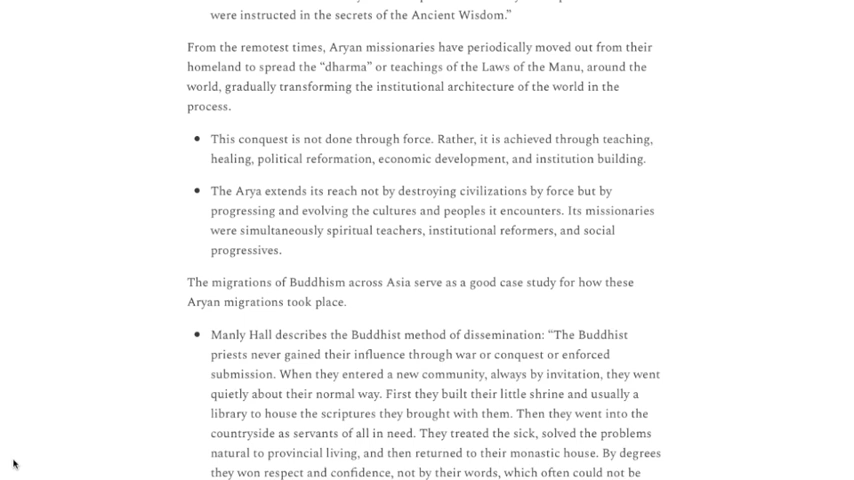 were instructed in the secrets of the Ancient Wisdom.”
From the remotest times, Aryan missionaries have periodically moved out from their
homeland to spread the “dharma” or teachings of the Laws of the Manu, around the
world, gradually transforming the institutional architecture of the world in the
process.
• This conquest is not done through force. Rather, it is achieved through teaching,
healing, political reformation, economic development, and institution building.
• The Arya extends its reach not by destroying civilizations by force but by
progressing and evolving the cultures and peoples it encounters. Its missionaries
were simultaneously spiritual teachers, institutional reformers, and social
progressives.
The migrations of Buddhism across Asia serve as a good case study for how these
Aryan migrations took place.
• Manly Hall describes the Buddhist method of dissemination: “The Buddhist
priests never gained their influence through war or conquest or enforced
submission. When they entered a new community, always by invitation, they went
quietly about their normal way. First they built their little shrine and usually a
library to house the scriptures they brought with them. Then they went into the
countryside as servants of all in need. They treated the sick, solved the problems
natural to provincial living, and then returned to their monastic house. By degrees
they won respect and confidence, not by their words, which often could not be